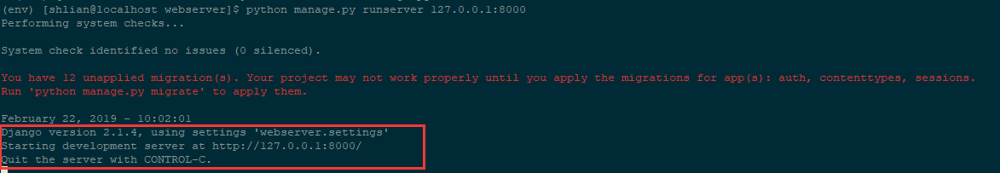 (env) [shlian@localhost webserver]$ python manage.py runserver 127.0.0.1:8000
Performing system checks...
System check identified no issues (0 silenced).
You have 12 unapplied migration(s). Your project may not work properly until you apply the migrations for app(s): auth, contenttypes, sessions.
Run 'python manage.py migrate' to apply them.
February 22, 2019 - 10:02:01
Django version 2.1.4, using settings 'webserver.settings'
Starting development server at http://127.0.0.1:8000/
Quit the server with CONTROL-C.